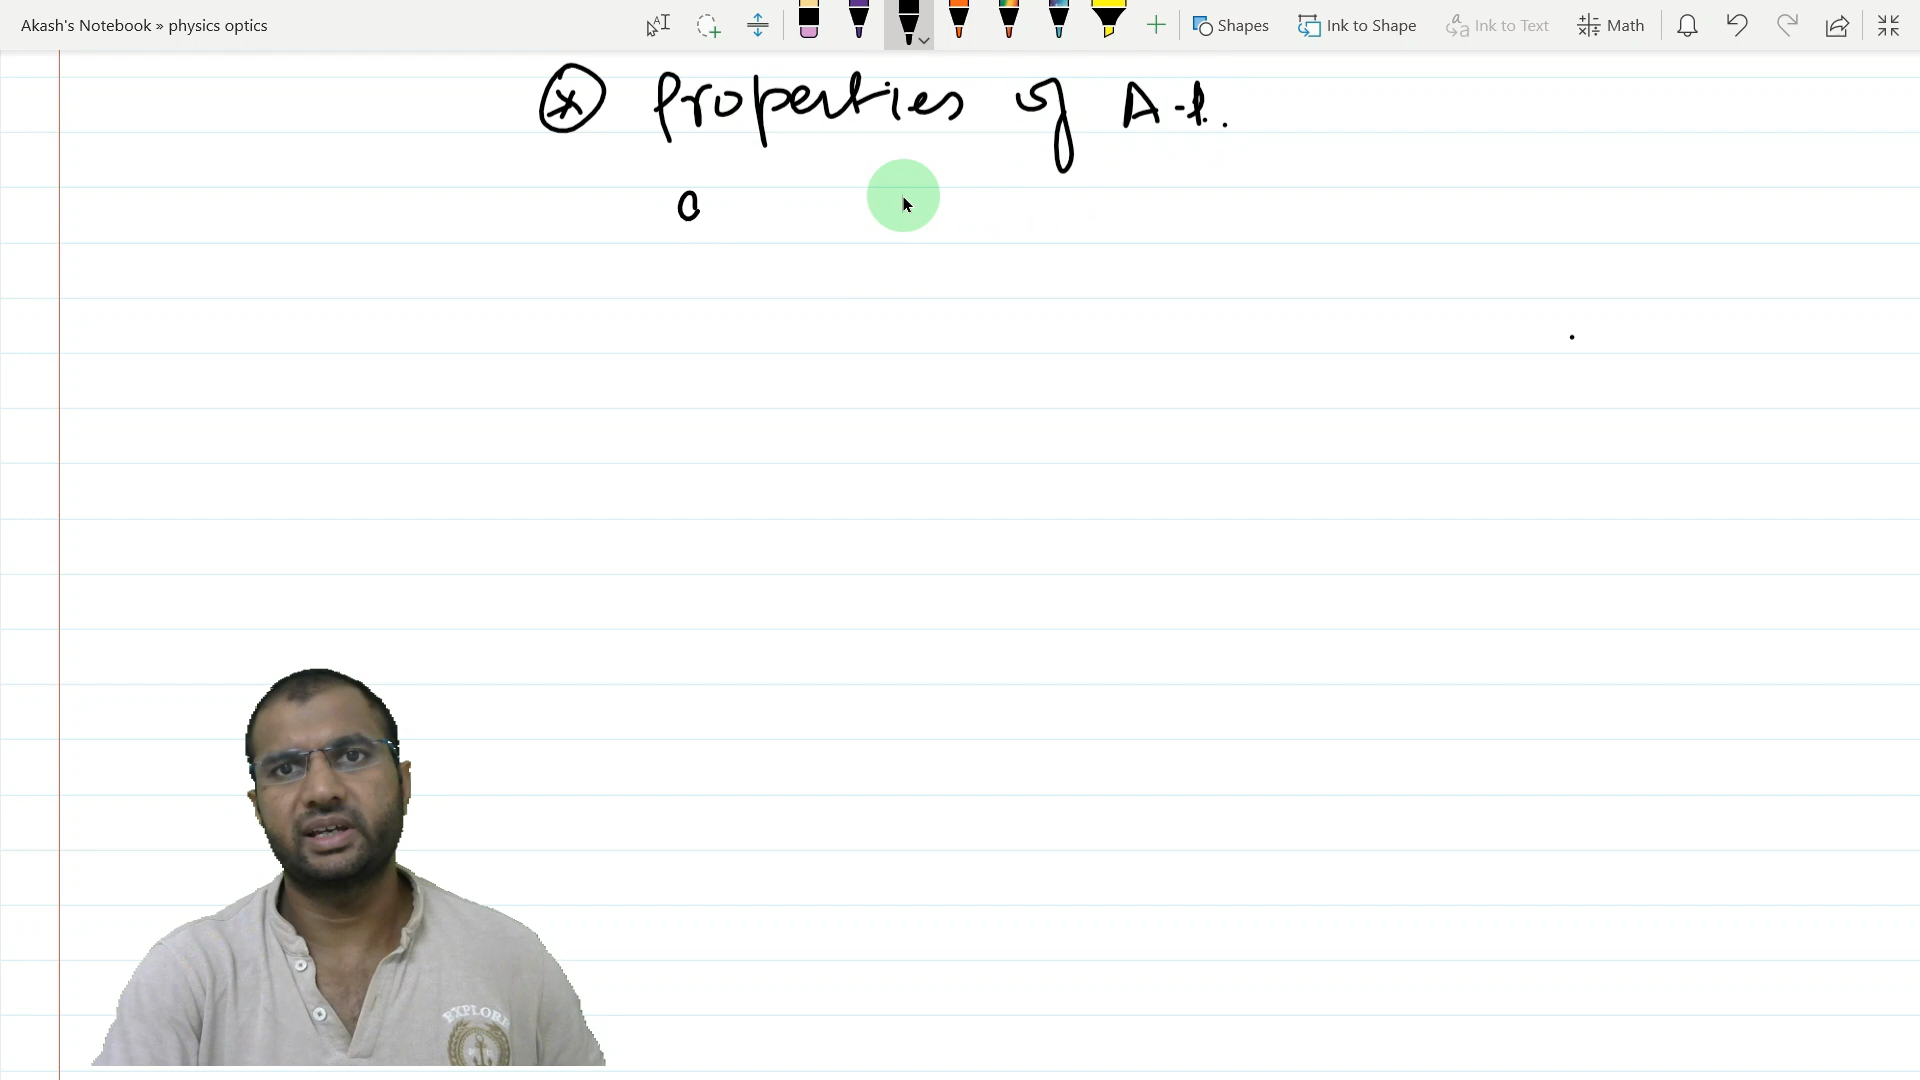 Akash's Notebook » physics optics
Shapes
Ink to Shape
Ink to Text
Math
Properties of A.P.
a
EXPLORE